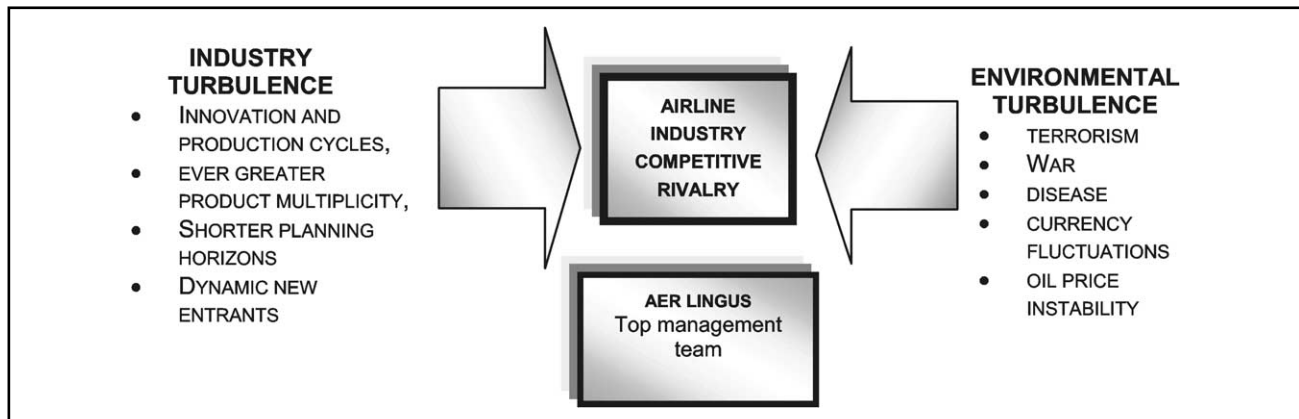 INDUSTRY
TURBULENCE
• INNOVATION AND
PRODUCTION CYCLES,
• EVER GREATER
PRODUCT MULTIPLICITY,
• SHORTER PLANNING
HORIZONS
• DYNAMIC NEW
ENTRANTS
AIRLINE
INDUSTRY
COMPETITIVE
RIVALRY
AER LINGUS
Top management
team
ENVIRONMENTAL
TURBULENCE
• TERRORISM
• WAR
• DISEASE
• CURRENCY
FLUCTUATIONS
• OIL PRICE
INSTABILITY